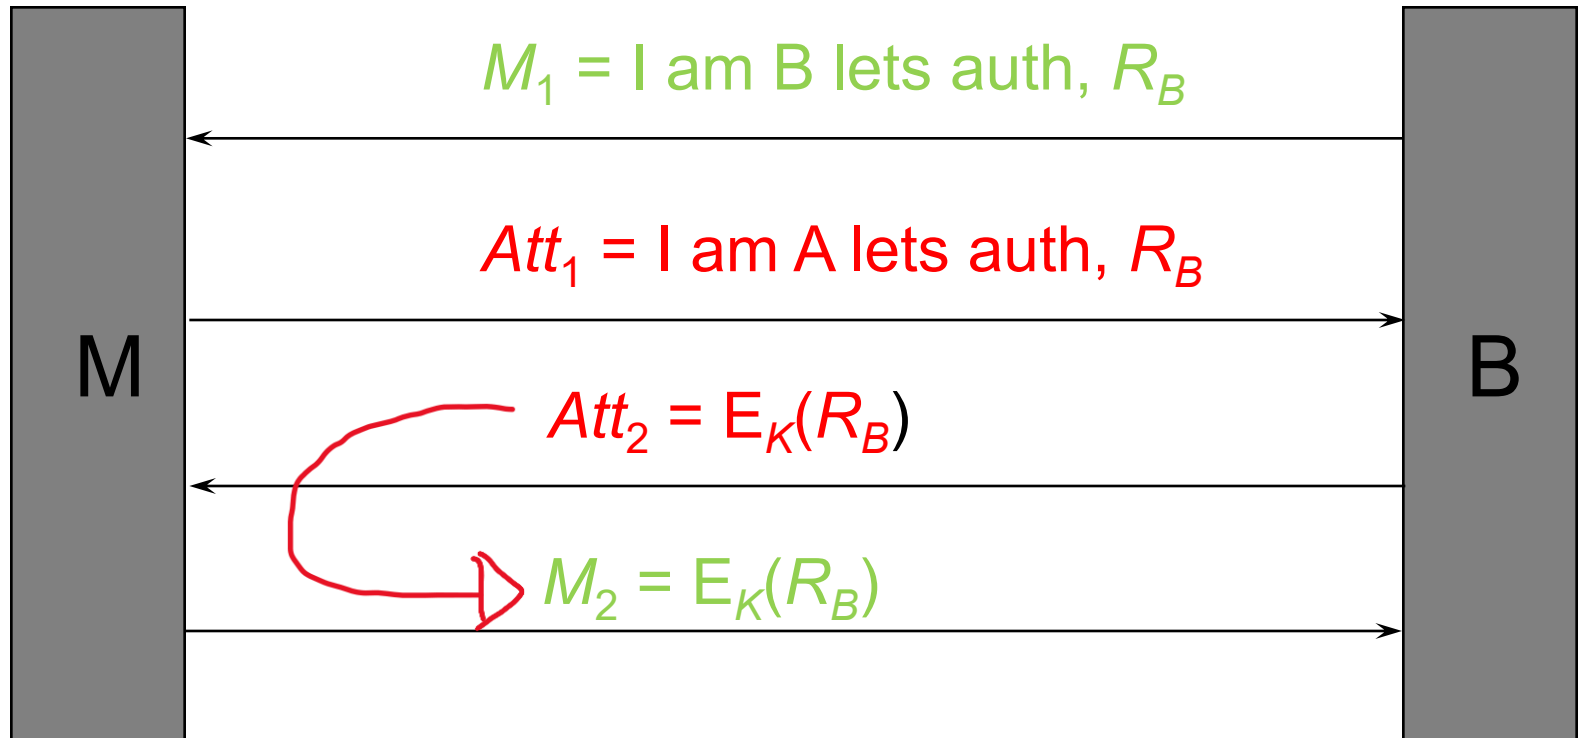 M₁ = I am B lets auth, R_B
Att₁ = I am A lets auth, R_B
M
B
Att₂ = E_K(R_B)
M₂ = E_K(R_B)